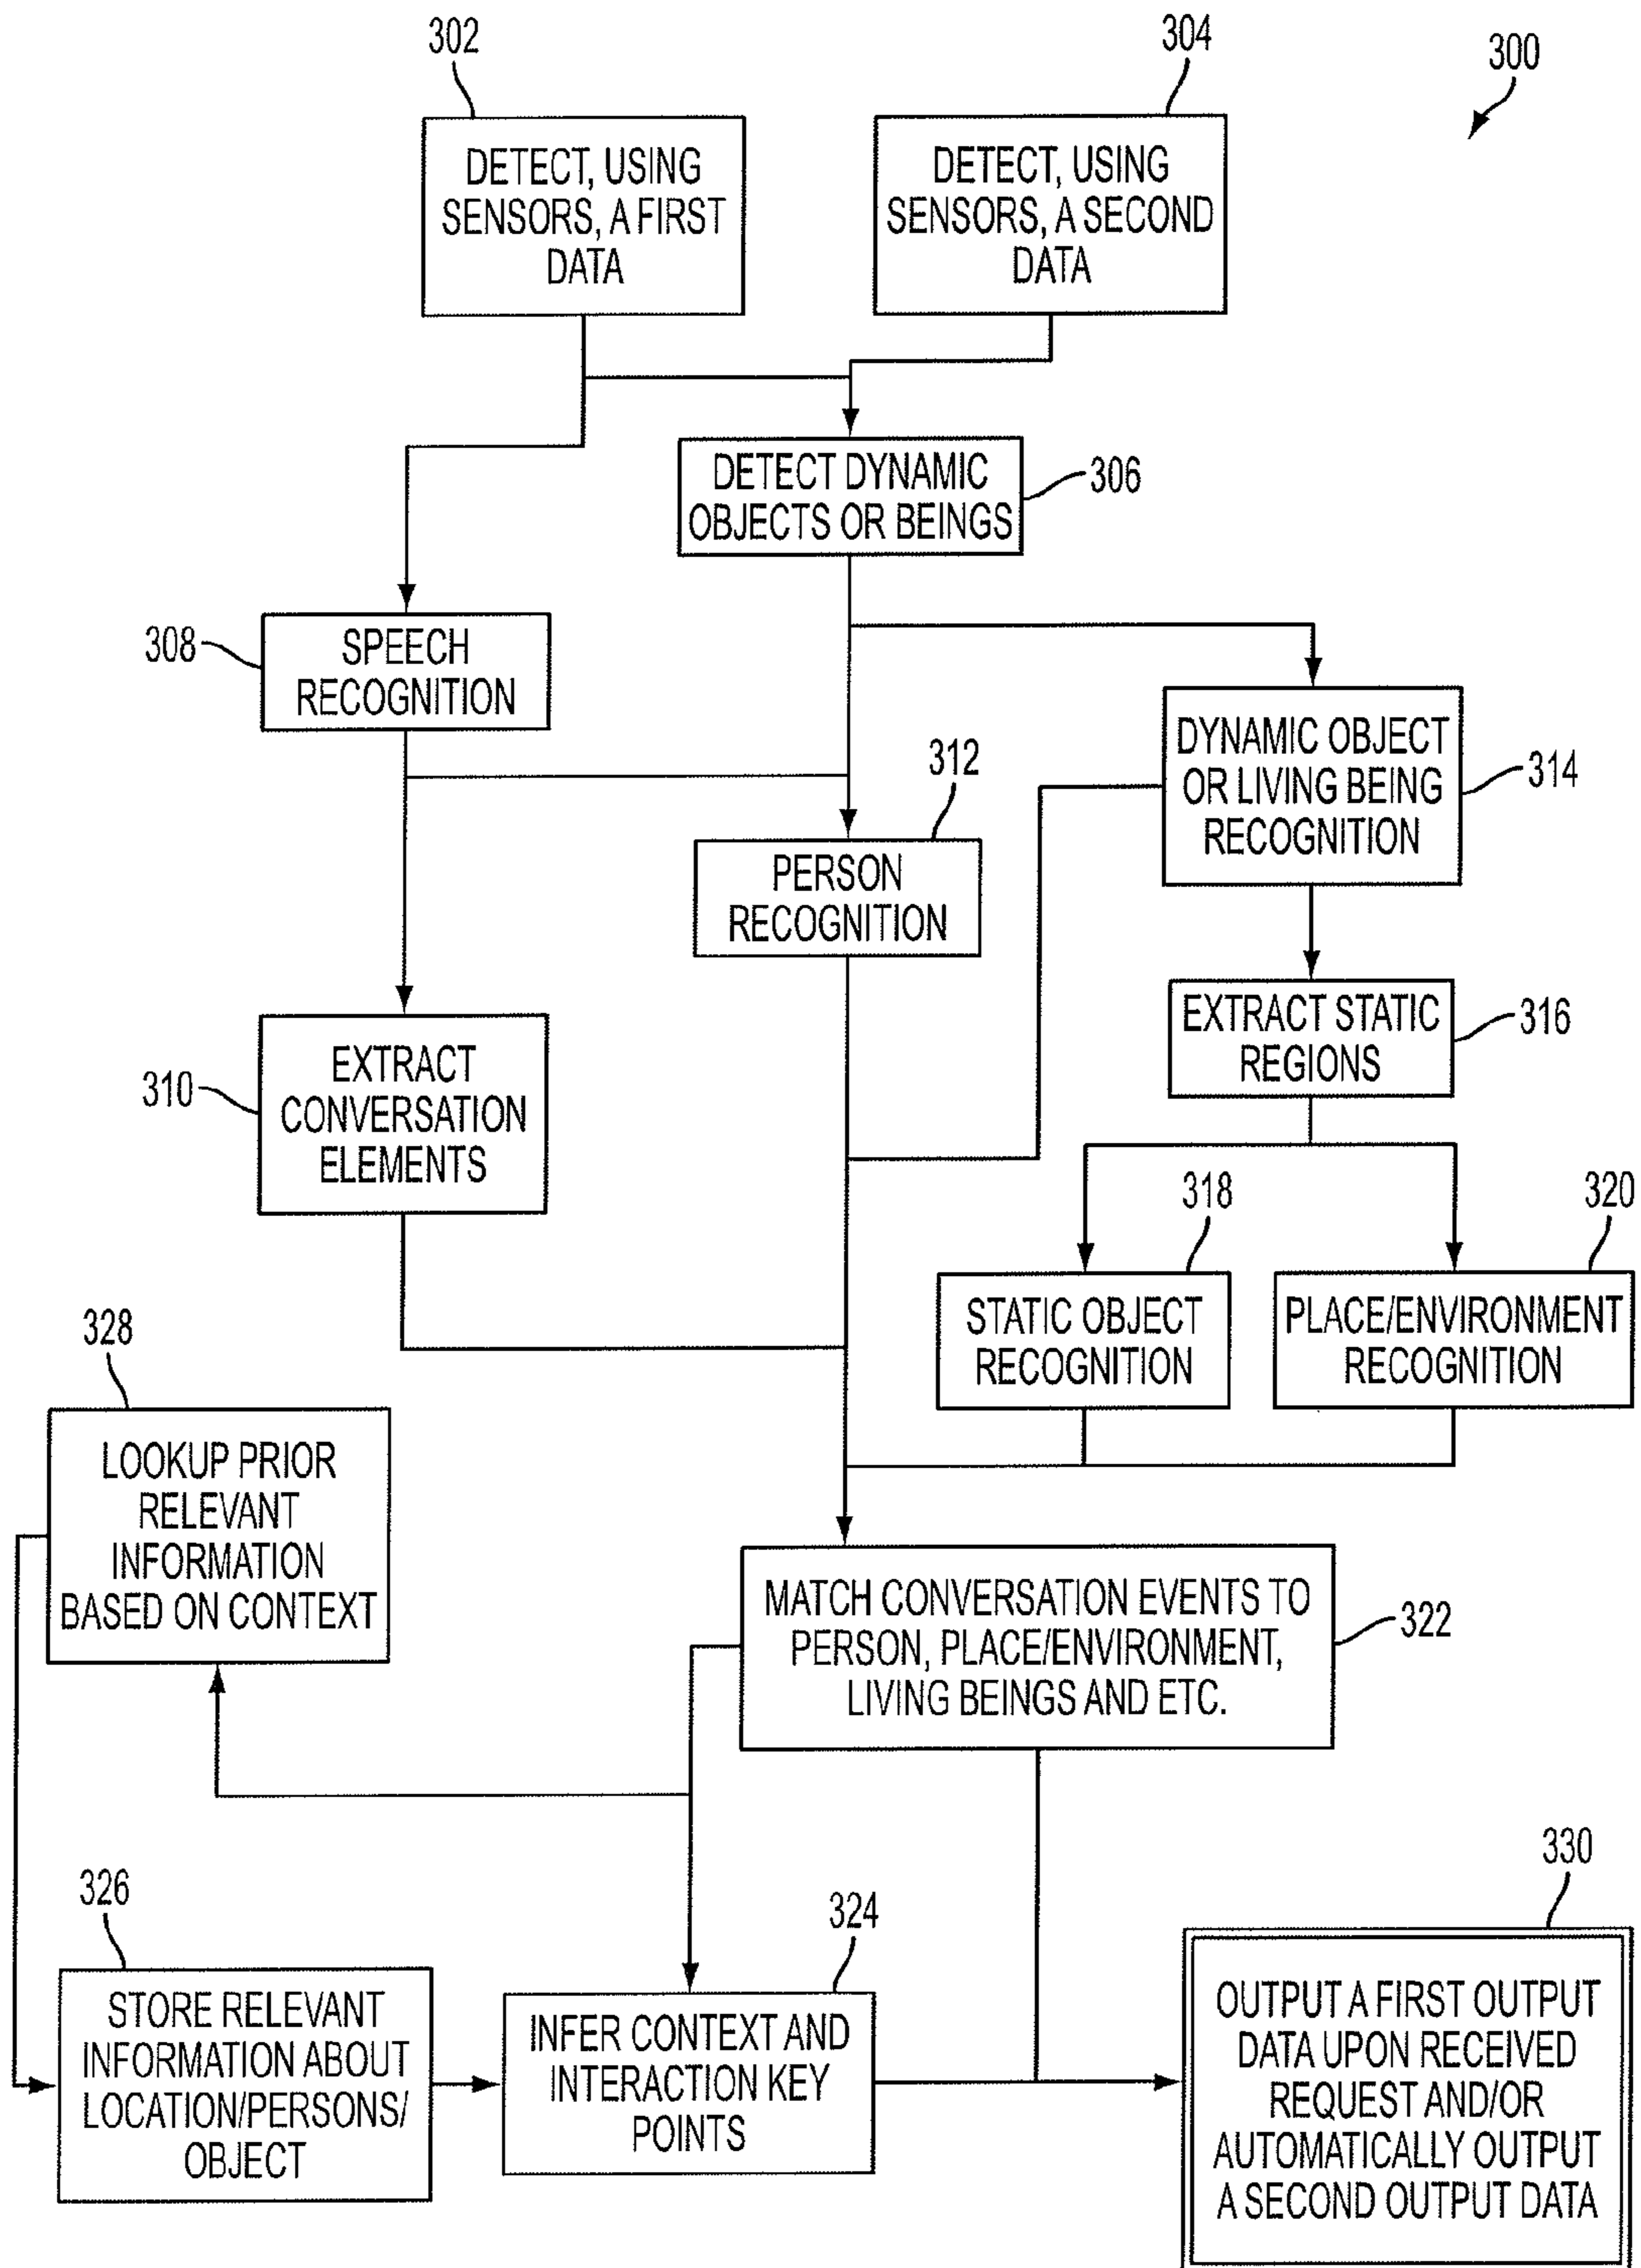 302
304
300
DETECT, USING
SENSORS, A FIRST
DATA
DETECT, USING
SENSORS, A SECOND
DATA
DETECT DYNAMIC
OBJECTS OR BEINGS
306
308
SPEECH
RECOGNITION
312
DYNAMIC OBJECT
OR LIVING BEING
RECOGNITION
314
PERSON
RECOGNITION
EXTRACT STATIC
REGIONS
316
310
EXTRACT
CONVERSATION
ELEMENTS
318
320
STATIC OBJECT
RECOGNITION
PLACE/ENVIRONMENT
RECOGNITION
328
LOOKUP PRIOR
RELEVANT
INFORMATION
BASED ON CONTEXT
MATCH CONVERSATION EVENTS TO
PERSON, PLACE/ENVIRONMENT,
LIVING BEINGS AND ETC.
322
326
324
330
STORE RELEVANT
INFORMATION ABOUT
LOCATION/PERSONS/
OBJECT
INFER CONTEXT AND
INTERACTION KEY
POINTS
OUTPUT A FIRST OUTPUT
DATA UPON RECEIVED
REQUEST AND/OR
AUTOMATICALLY OUTPUT
A SECOND OUTPUT DATA